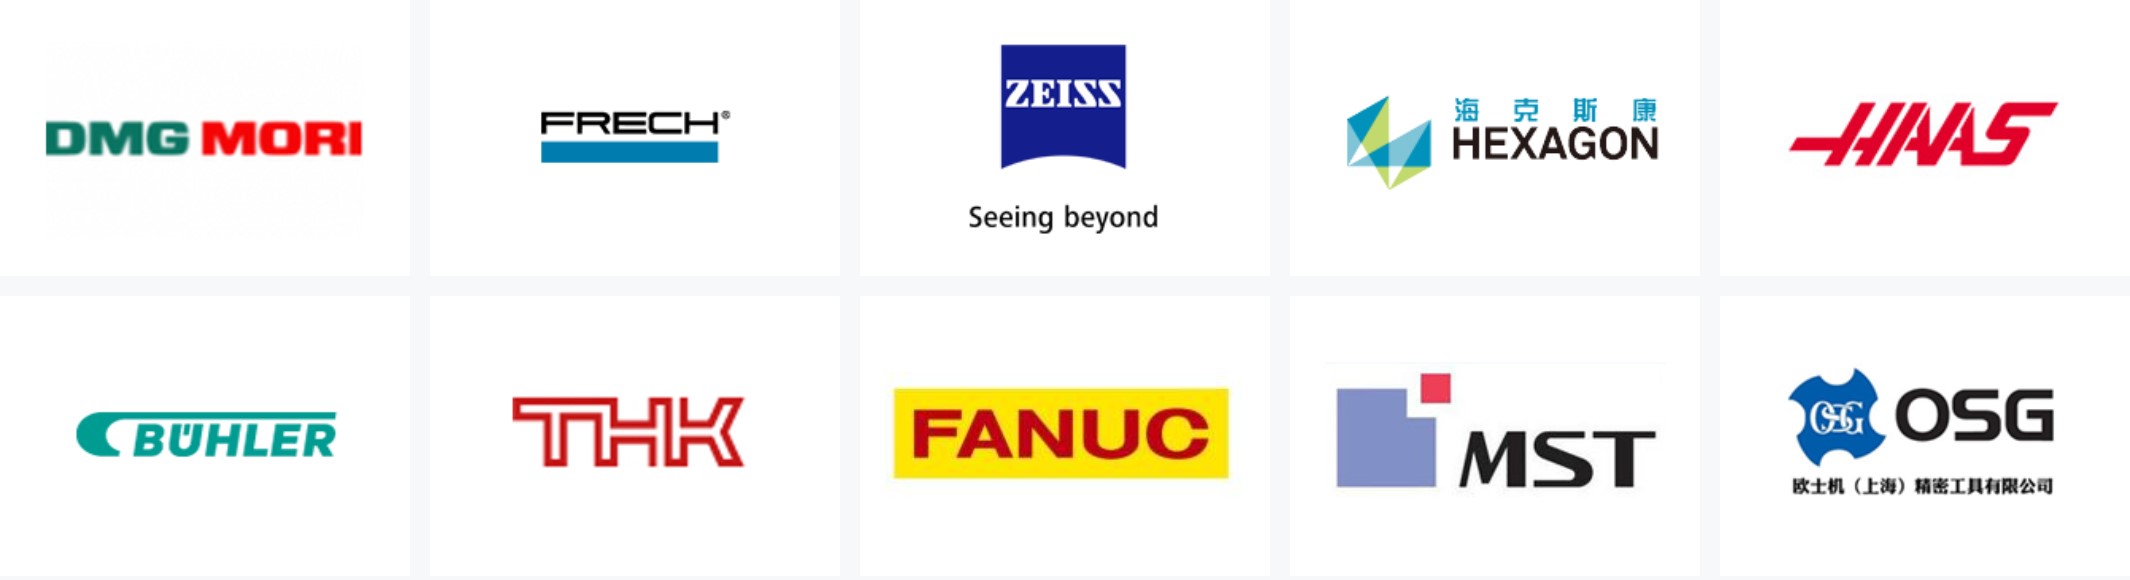 DMG MORI
FRECH®
ZEISS
Seeing beyond
海克斯康
HEXAGON
HAAS
BÜHLER
THK
FANUC
MST
OSG
OSG
欧士机（上海）精密工具有限公司